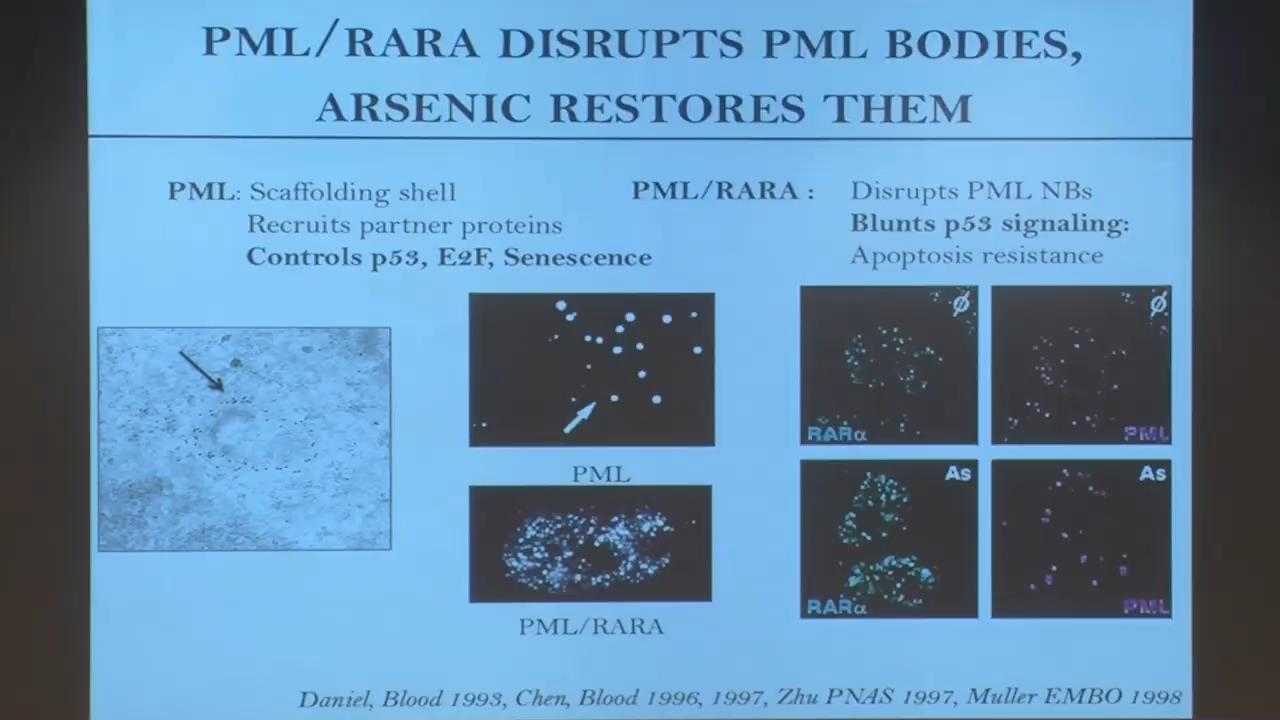 PML/RARA DISRUPTS PML BODIES,
ARSENIC RESTORES THEM
PML: Scaffolding shell
Recruits partner proteins
Controls p53, E2F, Senescence
PML/RARA :
Disrupts PML NBs
Blunts p53 signaling:
Apoptosis resistance
PML
PML/RARA
Ø
RARα
Ø
PML
As
RARα
As
PML
Daniel, Blood 1993, Chen, Blood 1996, 1997, Zhu PNAS 1997, Muller EMBO 1998